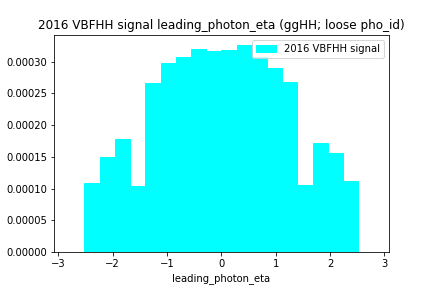 2016 VBFHH signal leading_photon_eta (ggHH; loose pho_id)
2016 VBFHH signal
0.00030
0.00025
0.00020
0.00015
0.00010
0.00005
0.00000
−3 −2 −1 0 1 2 3
leading_photon_eta